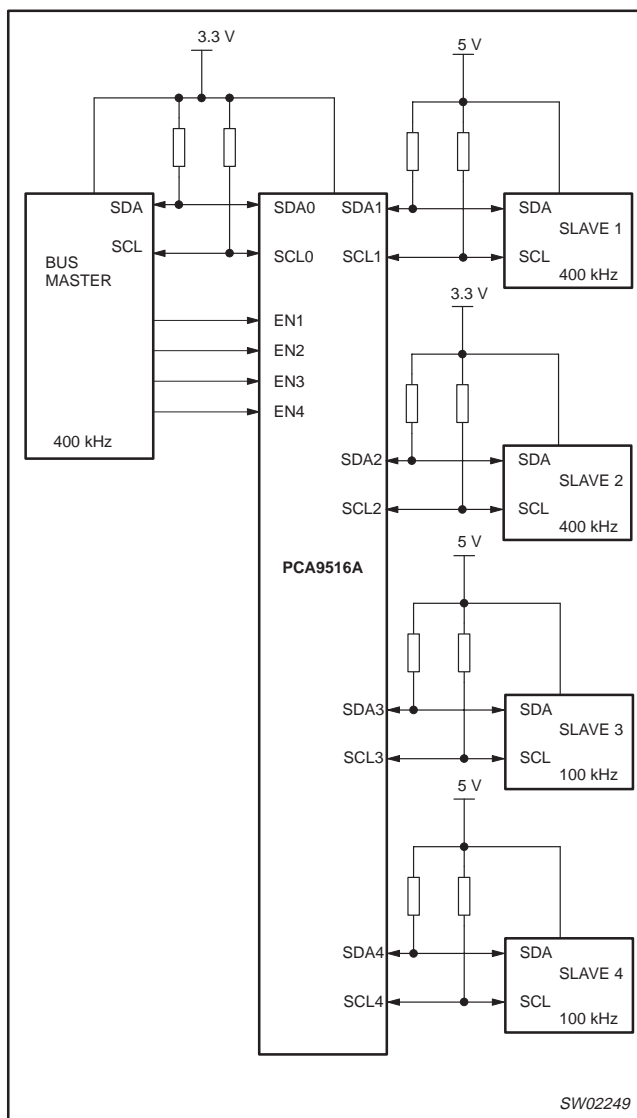 3.3 V
5 V
SDA
SCL
BUS
MASTER
400 kHz
SDA0
SCL0
EN1
EN2
EN3
EN4
PCA9516A
SDA1
SCL1
SDA
SLAVE 1
SCL
400 kHz
3.3 V
SDA2
SCL2
SDA
SLAVE 2
SCL
400 kHz
5 V
SDA3
SCL3
SDA
SLAVE 3
SCL
100 kHz
5 V
SDA4
SCL4
SDA
SLAVE 4
SCL
100 kHz
SW02249